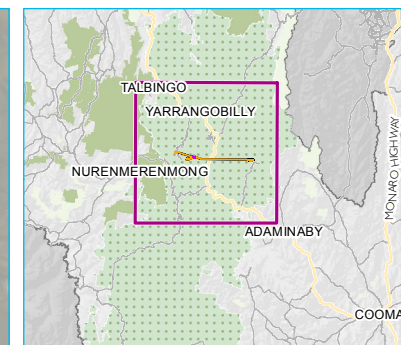 TALBINGO
YARRANGOBILLY
NURENMERENMONG
ADAMINABY
MONARO HIGHWAY
COOMA